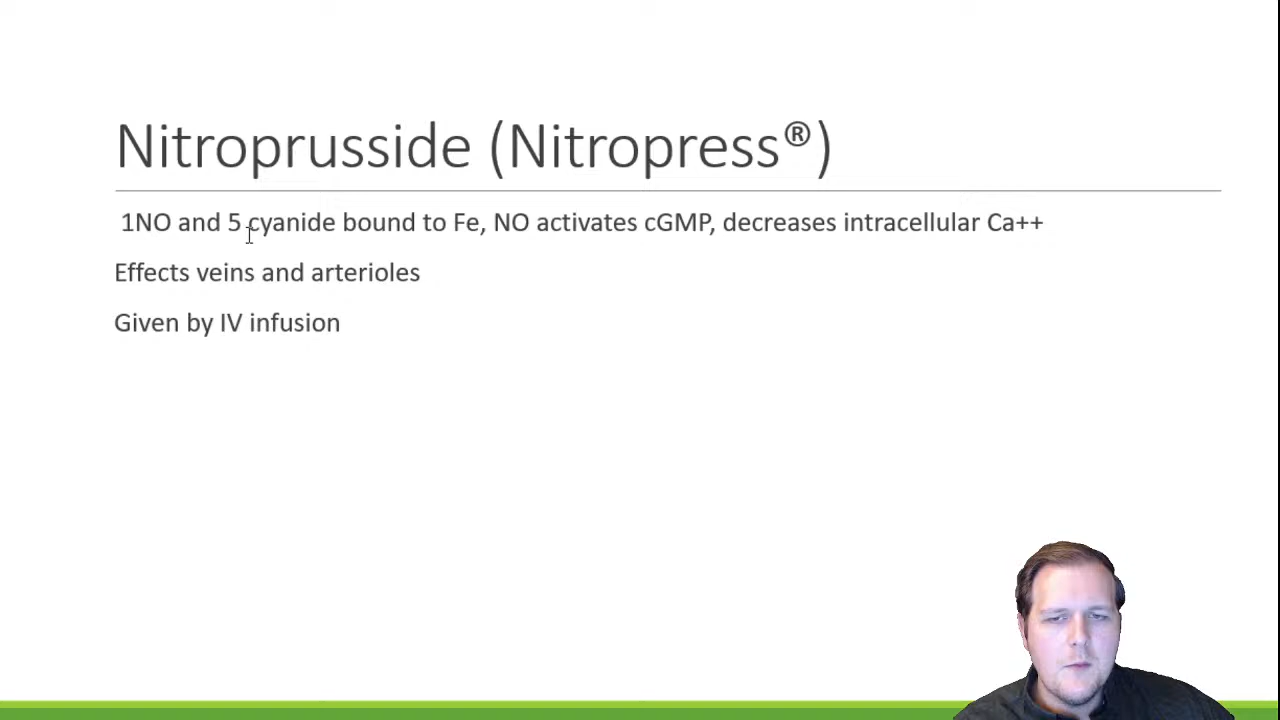 Nitroprusside (Nitropress®)
1NO and 5 cyanide bound to Fe, NO activates cGMP, decreases intracellular Ca++
Effects veins and arterioles
Given by IV infusion